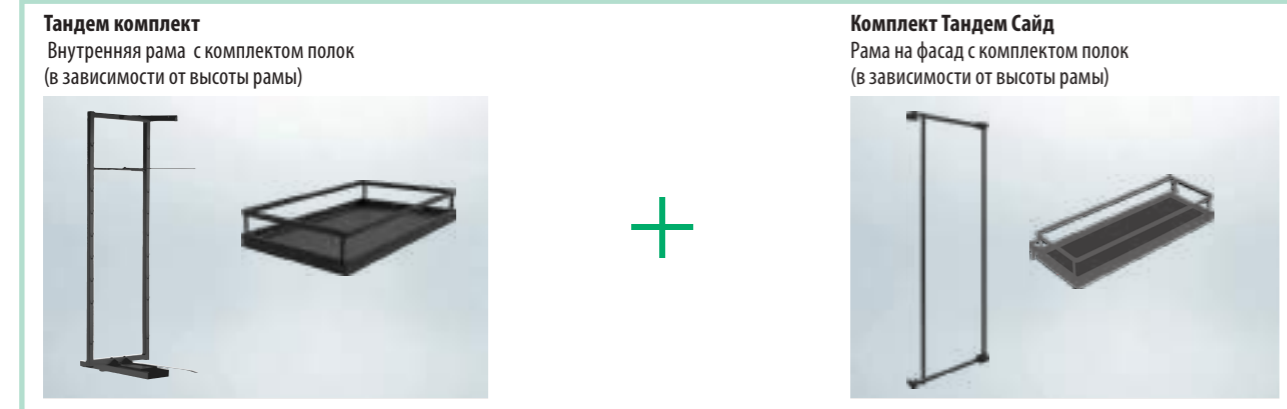 Тандем комплект
Внутренняя рама с комплектом полок
(в зависимости от высоты рамы)
+
Комплект Тандем Сайд
Рама на фасад с комплектом полок
(в зависимости от высоты рамы)